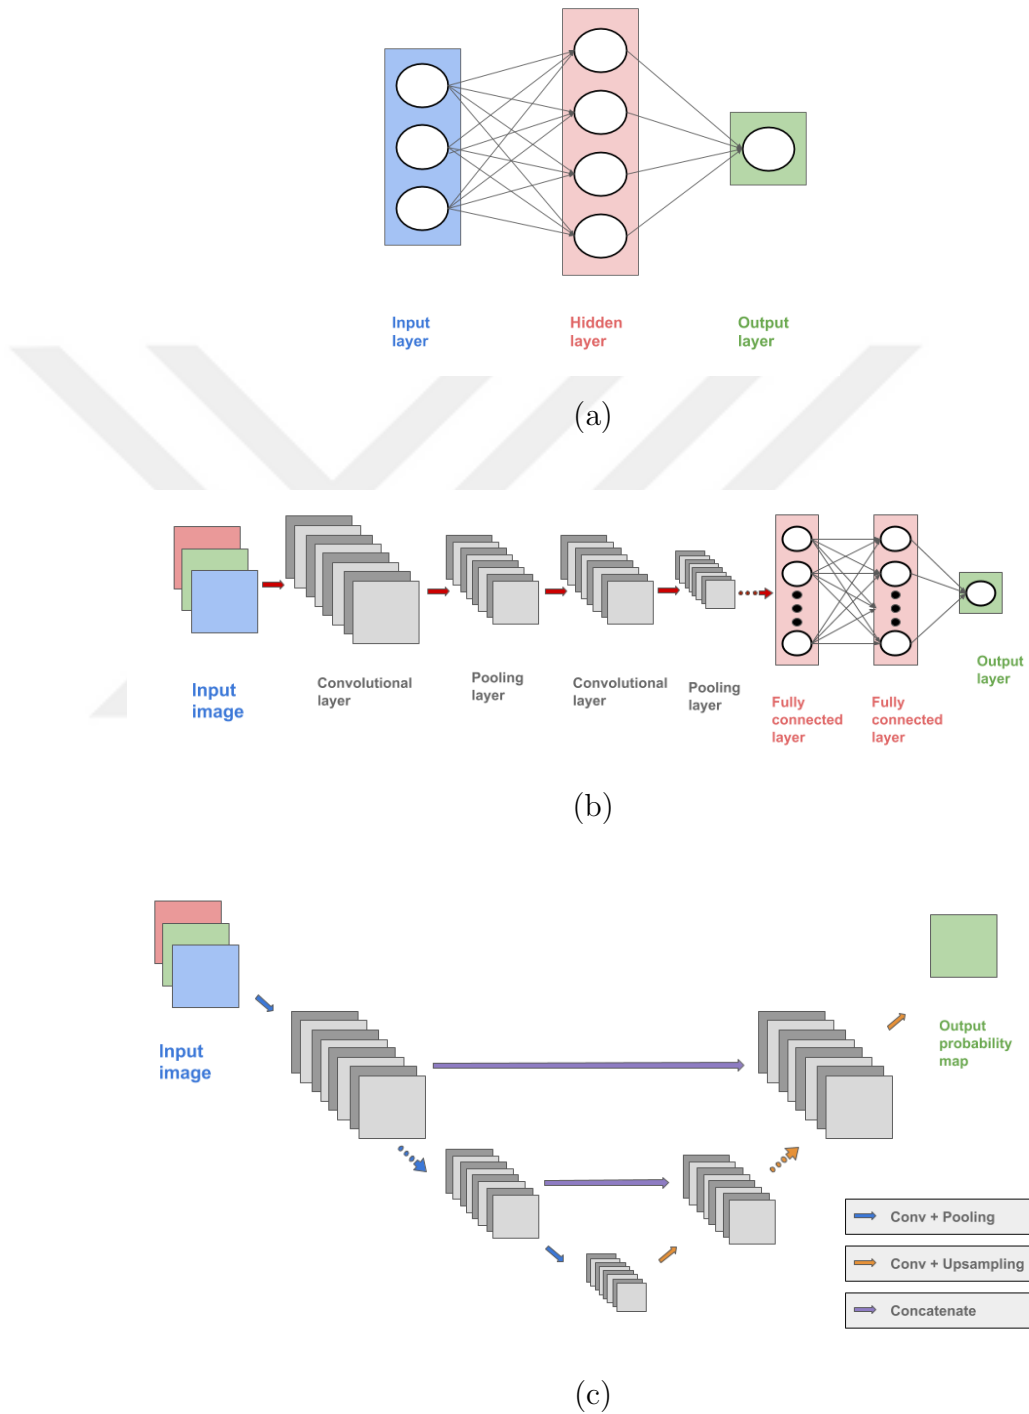 Input
layer
Hidden
layer
Output
layer
(a)
Input
image
Convolutional
layer
Pooling
layer
Convolutional
layer
Pooling
layer
Fully
connected
layer
Fully
connected
layer
Output
layer
(b)
Input
image
Output
probability
map
Conv + Pooling
Conv + Upsampling
Concatenate
(c)